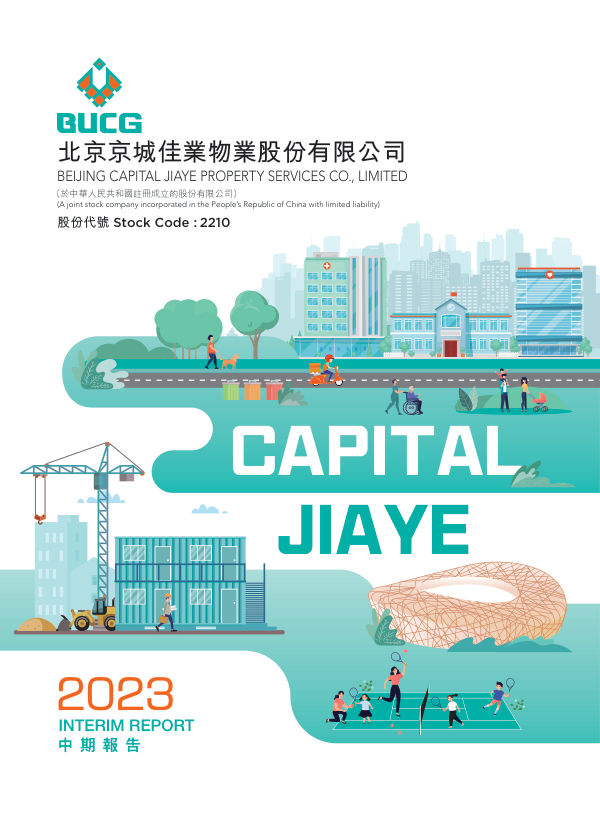 BUCG
北京京城佳業物業股份有限公司
BEIJING CAPITAL JIAYE PROPERTY SERVICES CO., LIMITED
(於中華人民共和國註冊成立的股份有限公司)
(A joint stock company incorporated in the People's Republic of China with limited liability)
股份代號 Stock Code : 2210
CAPITAL
JIAYE
2023
INTERIM REPORT
中期報告